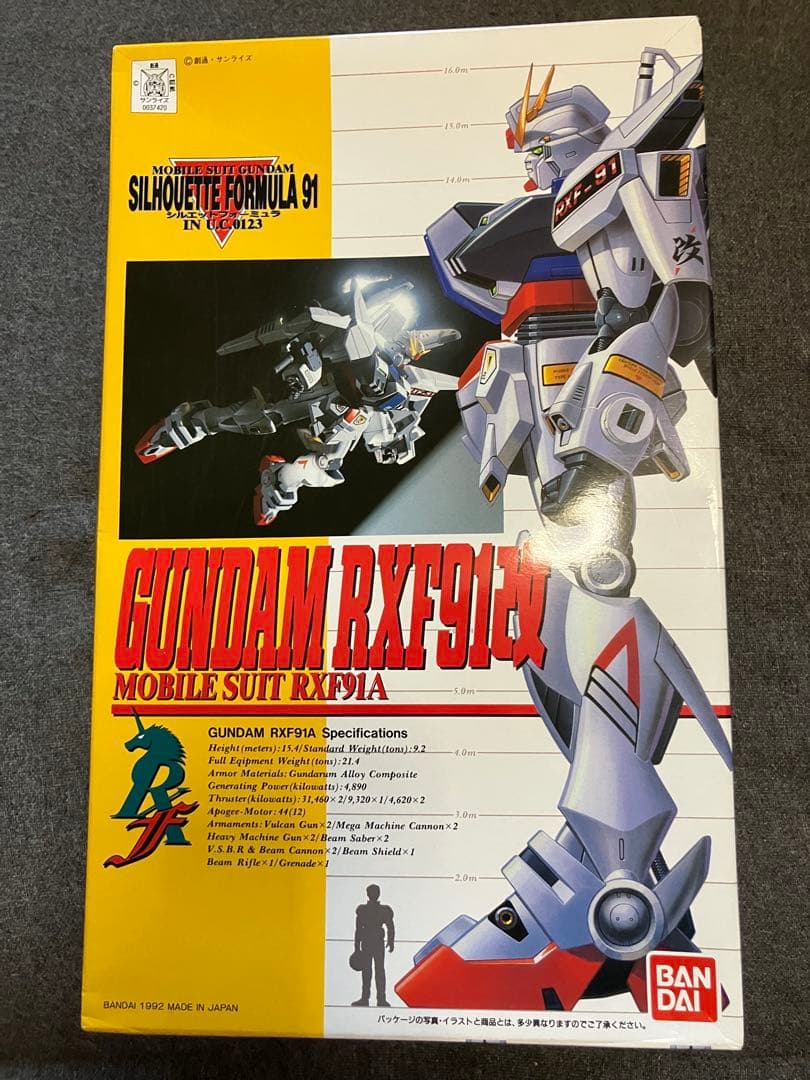 ©創通・サンライズ
創通
サンライズ
0037420
MOBILE SUIT GUNDAM
SILHOUETTE FORMULA 91
シルエットフォーミュラ
IN U.C.0123
16.0m
15.0m
14.0m
RXF-91
改
GUNDAM RXF91改
MOBILE SUIT RXF91A
5.0m
4.0m
3.0m
2.0m
GUNDAM RXF91A Specifications
Height(meters):15.4/Standard Weight(tons):9.2
Full Eqipment Weight(tons):21.4
Armor Materials:Gundarum Alloy Composite
Generating Power(kilowatts):4,890
Thruster(kilowatts):31,460×2/9,320×1/4,620×2
Apogee-Motor:44(12)
Armaments:Vulcan Gun×2/Mega Machine Cannon×2
Heavy Machine Gun×2/Beam Saber×2
V.S.B.R & Beam Cannon×2/Beam Shield×1
Beam Rifle×1/Grenade×1
BANDAI 1992 MADE IN JAPAN
BAN
DAI
パッケージの写真・イラストと商品とは、多少異なりますのでご了承ください。